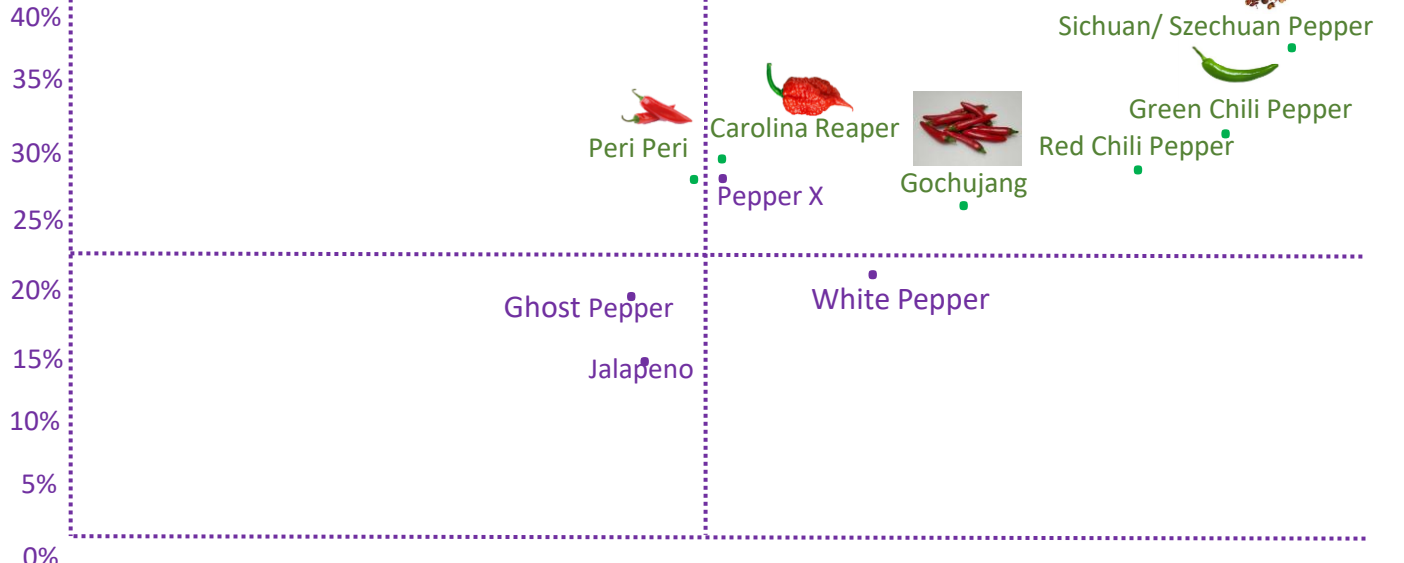 40%
Sichuan/ Szechuan Pepper
35%
Green Chili Pepper
Carolina Reaper
30%
Peri Peri
Red Chili Pepper
Gochujang
Pepper X
25%
20%
Ghost Pepper
White Pepper
15%
Jalapeno
10%
5%
0%